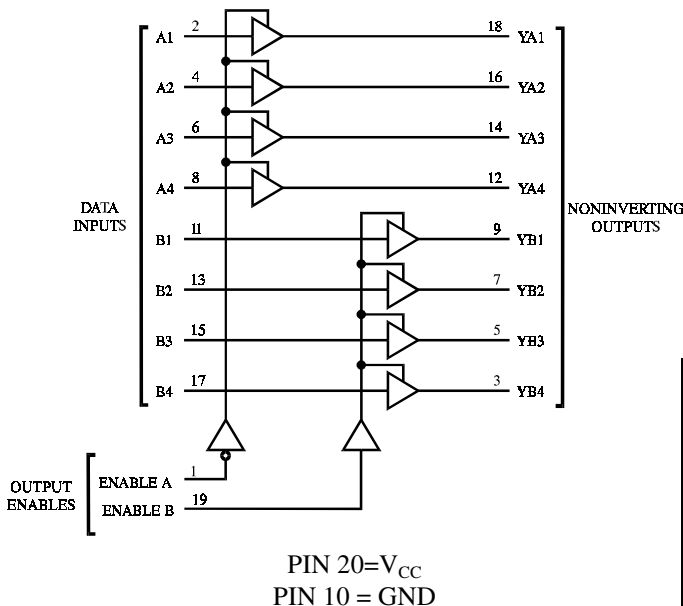 A1 2 18 YA1
A2 4 16 YA2
A3 6 14 YA3
A4 8 12 YA4
DATA
INPUTS
NONINVERTING
OUTPUTS
B1 11 9 YB1
B2 13 7 YB2
B3 15 5 YB3
B4 17 3 YB4
OUTPUT
ENABLES
ENABLE A 1
ENABLE B 19
PIN 20=VCC
PIN 10 = GND